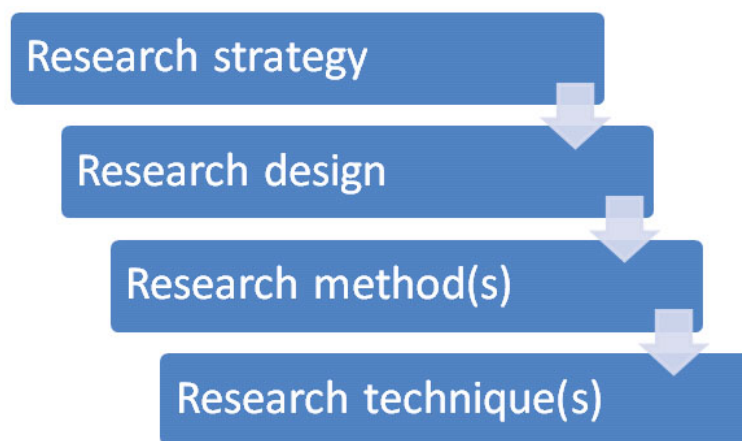 Research strategy
Research design
Research method(s)
Research technique(s)